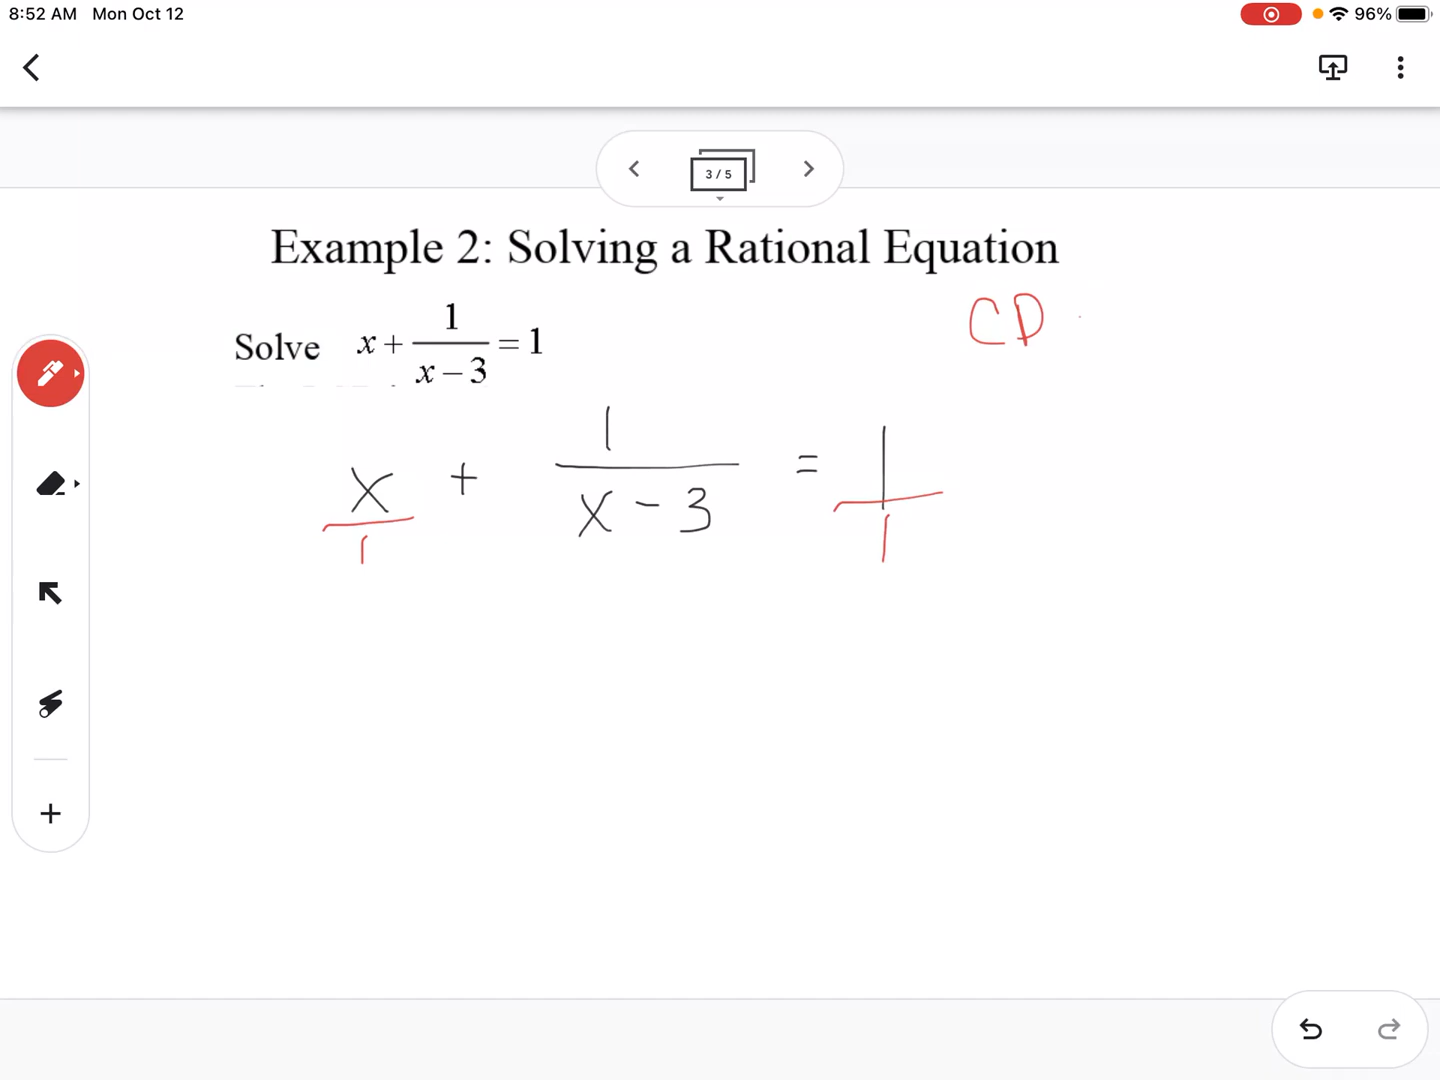 8:52 AM Mon Oct 12
96%
3 / 5
Example 2: Solving a Rational Equation
CD
Solve x + 1/(x − 3) = 1
x/1 + 1/(x − 3) = 1/1